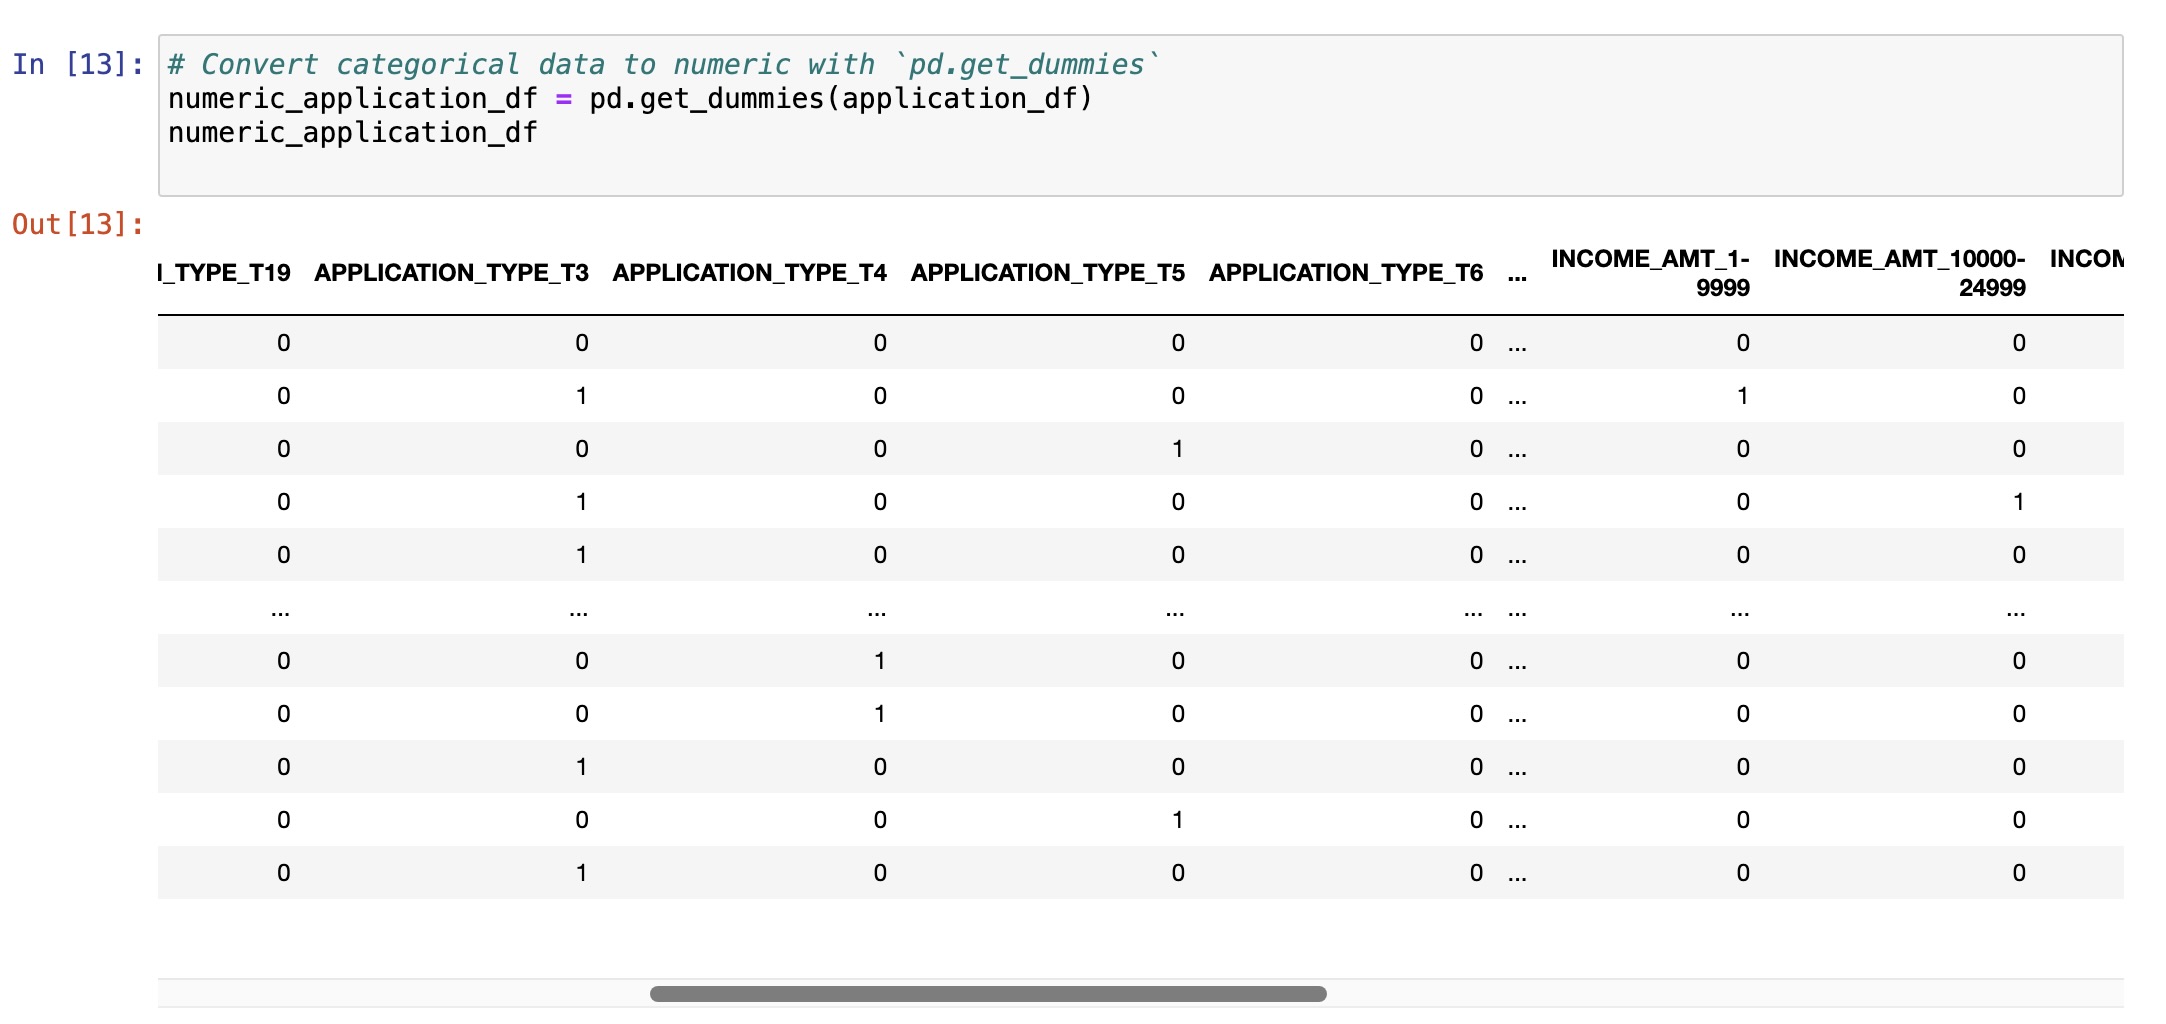 In [13]: # Convert categorical data to numeric with `pd.get_dummies`
numeric_application_df = pd.get_dummies(application_df)
numeric_application_df
Out[13]:
_TYPE_T19 APPLICATION_TYPE_T3 APPLICATION_TYPE_T4 APPLICATION_TYPE_T5 APPLICATION_TYPE_T6 ... INCOME_AMT_1- INCOME_AMT_10000- INCOM
9999 24999
0 0 0 0 0 ... 0 0
0 1 0 0 0 ... 1 0
0 0 0 1 0 ... 0 0
0 1 0 0 0 ... 0 1
0 1 0 0 0 ... 0 0
... ... ... ... ... ... ... ...
0 0 1 0 0 ... 0 0
0 0 1 0 0 ... 0 0
0 1 0 0 0 ... 0 0
0 0 0 1 0 ... 0 0
0 1 0 0 0 ... 0 0